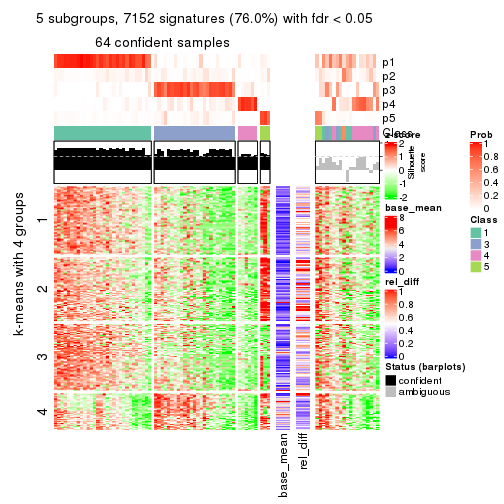 5 subgroups, 7152 signatures (76.0%) with fdr < 0.05
64 confident samples
p1
p2
p3
p4
p5
Class
Silhouette
score
k-means with 4 groups
1
2
3
4
base_mean
rel_diff
z-score
2
1
0
-1
-2
base_mean
8
6
4
2
0
rel_diff
1
0.8
0.6
0.4
0.2
0
Status (barplots)
confident
ambiguous
Prob
1
0.8
0.6
0.4
0.2
0
Class
1
3
4
5